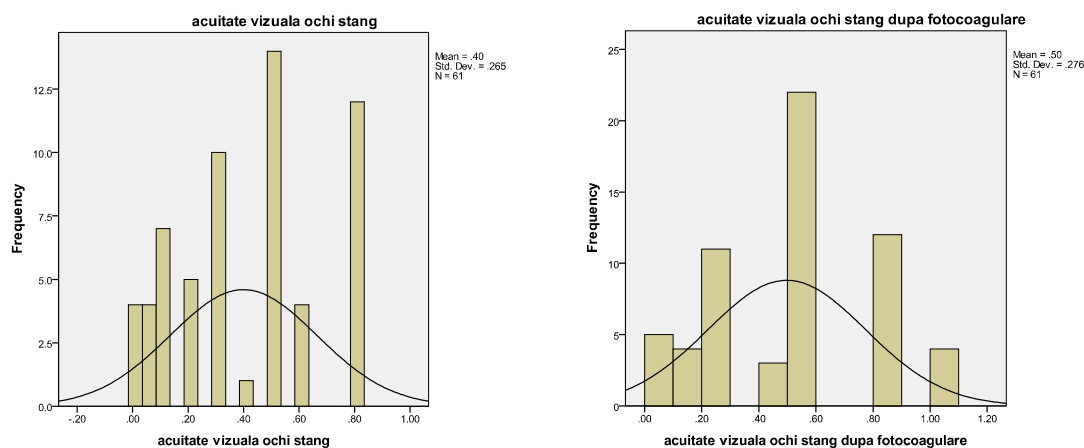 acuitate vizuala ochi stang
Mean = .40
Std. Dev. = .265
N = 61
Frequency
12.5
10.0
7.5
5.0
2.5
0.0
-.20 .00 .20 .40 .60 .80 1.00
acuitate vizuala ochi stang
acuitate vizuala ochi stang dupa fotocoagulare
Mean = .50
Std. Dev. = .276
N = 61
Frequency
25
20
15
10
5
0
.00 .20 .40 .60 .80 1.00 1.20
acuitate vizuala ochi stang dupa fotocoagulare